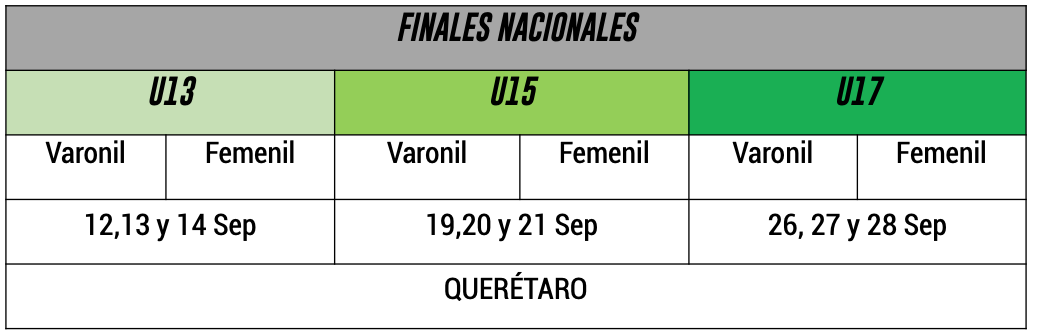 FINALES NACIONALES
U13 U15 U17
Varonil Femenil Varonil Femenil Varonil Femenil
12,13 y 14 Sep 19,20 y 21 Sep 26, 27 y 28 Sep
QUERÉTARO